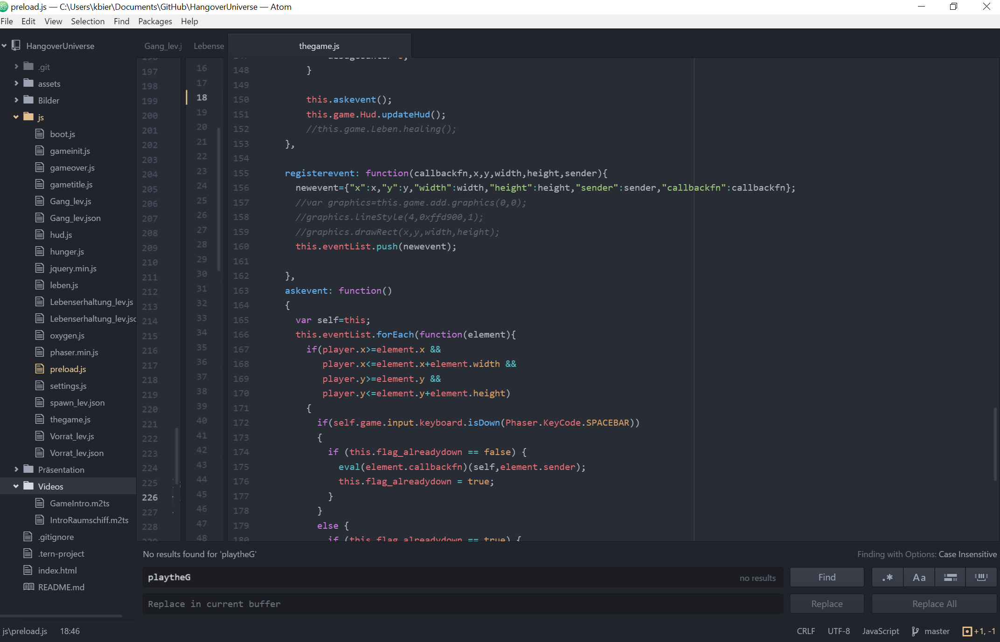 preload.js — C:\Users\kbier\Documents\GitHub\HangoverUniverse — Atom
File Edit View Selection Find Packages Help
HangoverUniverse
.git
assets
Bilder
js
boot.js
gameinit.js
gameover.js
gametitle.js
Gang_lev.js
Gang_lev.json
hud.js
hunger.js
jquery.min.js
leben.js
Lebenserhaltung_lev.js
Lebenserhaltung_lev.jsc
oxygen.js
phaser.min.js
preload.js
settings.js
spawn_lev.json
thegame.js
Vorrat_lev.js
Vorrat_lev.json
Präsentation
Videos
GameIntro.m2ts
IntroRaumschiff.m2ts
.gitignore
.tern-project
index.html
README.md
Gang_lev.j
197
198
199
200
201
202
203
204
205
206
207
208
209
210
211
212
213
214
215
216
217
218
219
220
221
222
223
224
225
226
227
228
Lebense
16
17
18
19
20
21
22
23
24
25
26
27
28
29
30
31
32
33
34
35
36
37
38
39
40
41
42
43
44
45
46
47
48
thegame.js
148 }
149
150 this.askevent();
151 this.game.Hud.updateHud();
152 //this.game.Leben.healing();
153 },
154
155 registerevent: function(callbackfn,x,y,width,height,sender){
156 newevent={"x":x,"y":y,"width":width,"height":height,"sender":sender,"callbackfn":callbackfn};
157 //var graphics=this.game.add.graphics(0,0);
158 //graphics.lineStyle(4,0xffd900,1);
159 //graphics.drawRect(x,y,width,height);
160 this.eventList.push(newevent);
161
162 },
163 askevent: function()
164 {
165 var self=this;
166 this.eventList.forEach(function(element){
167 if(player.x>=element.x &&
168 player.x<=element.x+element.width &&
169 player.y>=element.y &&
170 player.y<=element.y+element.height)
171 {
172 if(self.game.input.keyboard.isDown(Phaser.KeyCode.SPACEBAR))
173 {
174 if (this.flag_alreadydown == false) {
175 eval(element.callbackfn)(self,element.sender);
176 this.flag_alreadydown = true;
177 }
178 }
179 else {
180 if (this.flag_alreadydown == true) {
No results found for 'playtheG'
Finding with Options: Case Insensitive
playtheG no results Find .* Aa
Replace in current buffer Replace Replace All
js\preload.js 18:46 CRLF UTF-8 JavaScript master +1, -1